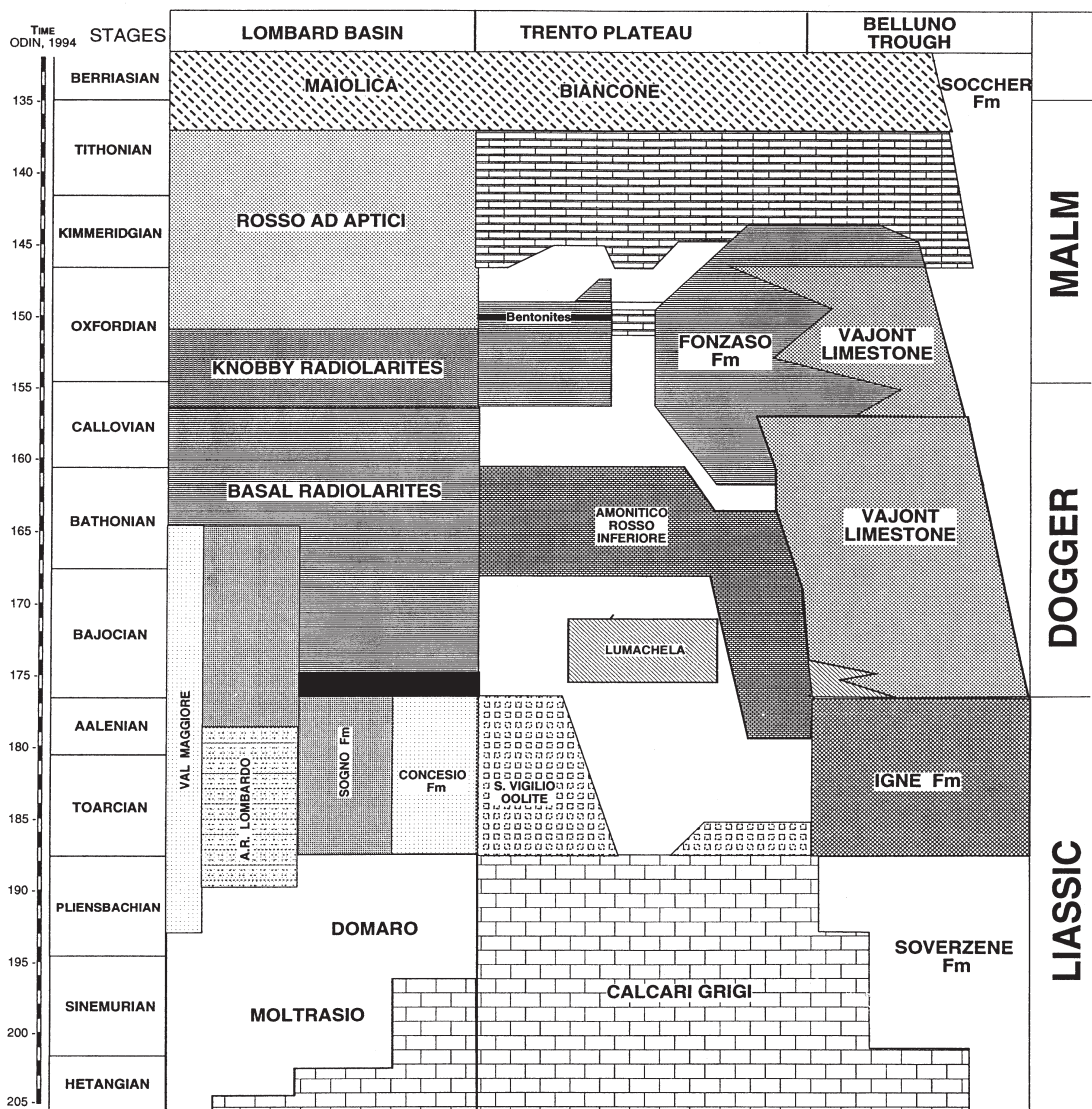 TIME
ODIN, 1994
STAGES
LOMBARD BASIN
TRENTO PLATEAU
BELLUNO
TROUGH
BERRIASIAN
MAIOLICA
BIANCONE
SOCCHER
Fm
135
TITHONIAN
140
ROSSO AD APTICI
KIMMERIDGIAN
145
MALM
OXFORDIAN
150
Bentonites
FONZASO
Fm
VAJONT
LIMESTONE
KNOBBY RADIOLARITES
155
CALLOVIAN
160
BASAL RADIOLARITES
BATHONIAN
AMONITICO
ROSSO
INFERIORE
VAJONT
LIMESTONE
165
DOGGER
170
BAJOCIAN
LUMACHELA
175
AALENIAN
VAL MAGGIORE
A.R. LOMBARDO
SOGNO Fm
CONCESIO
Fm
S. VIGILIO
OOLITE
IGNE Fm
180
TOARCIAN
185
190
PLIENSBACHIAN
DOMARO
SOVERZENE
Fm
LIASSIC
195
SINEMURIAN
MOLTRASIO
CALCARI GRIGI
200
HETANGIAN
205